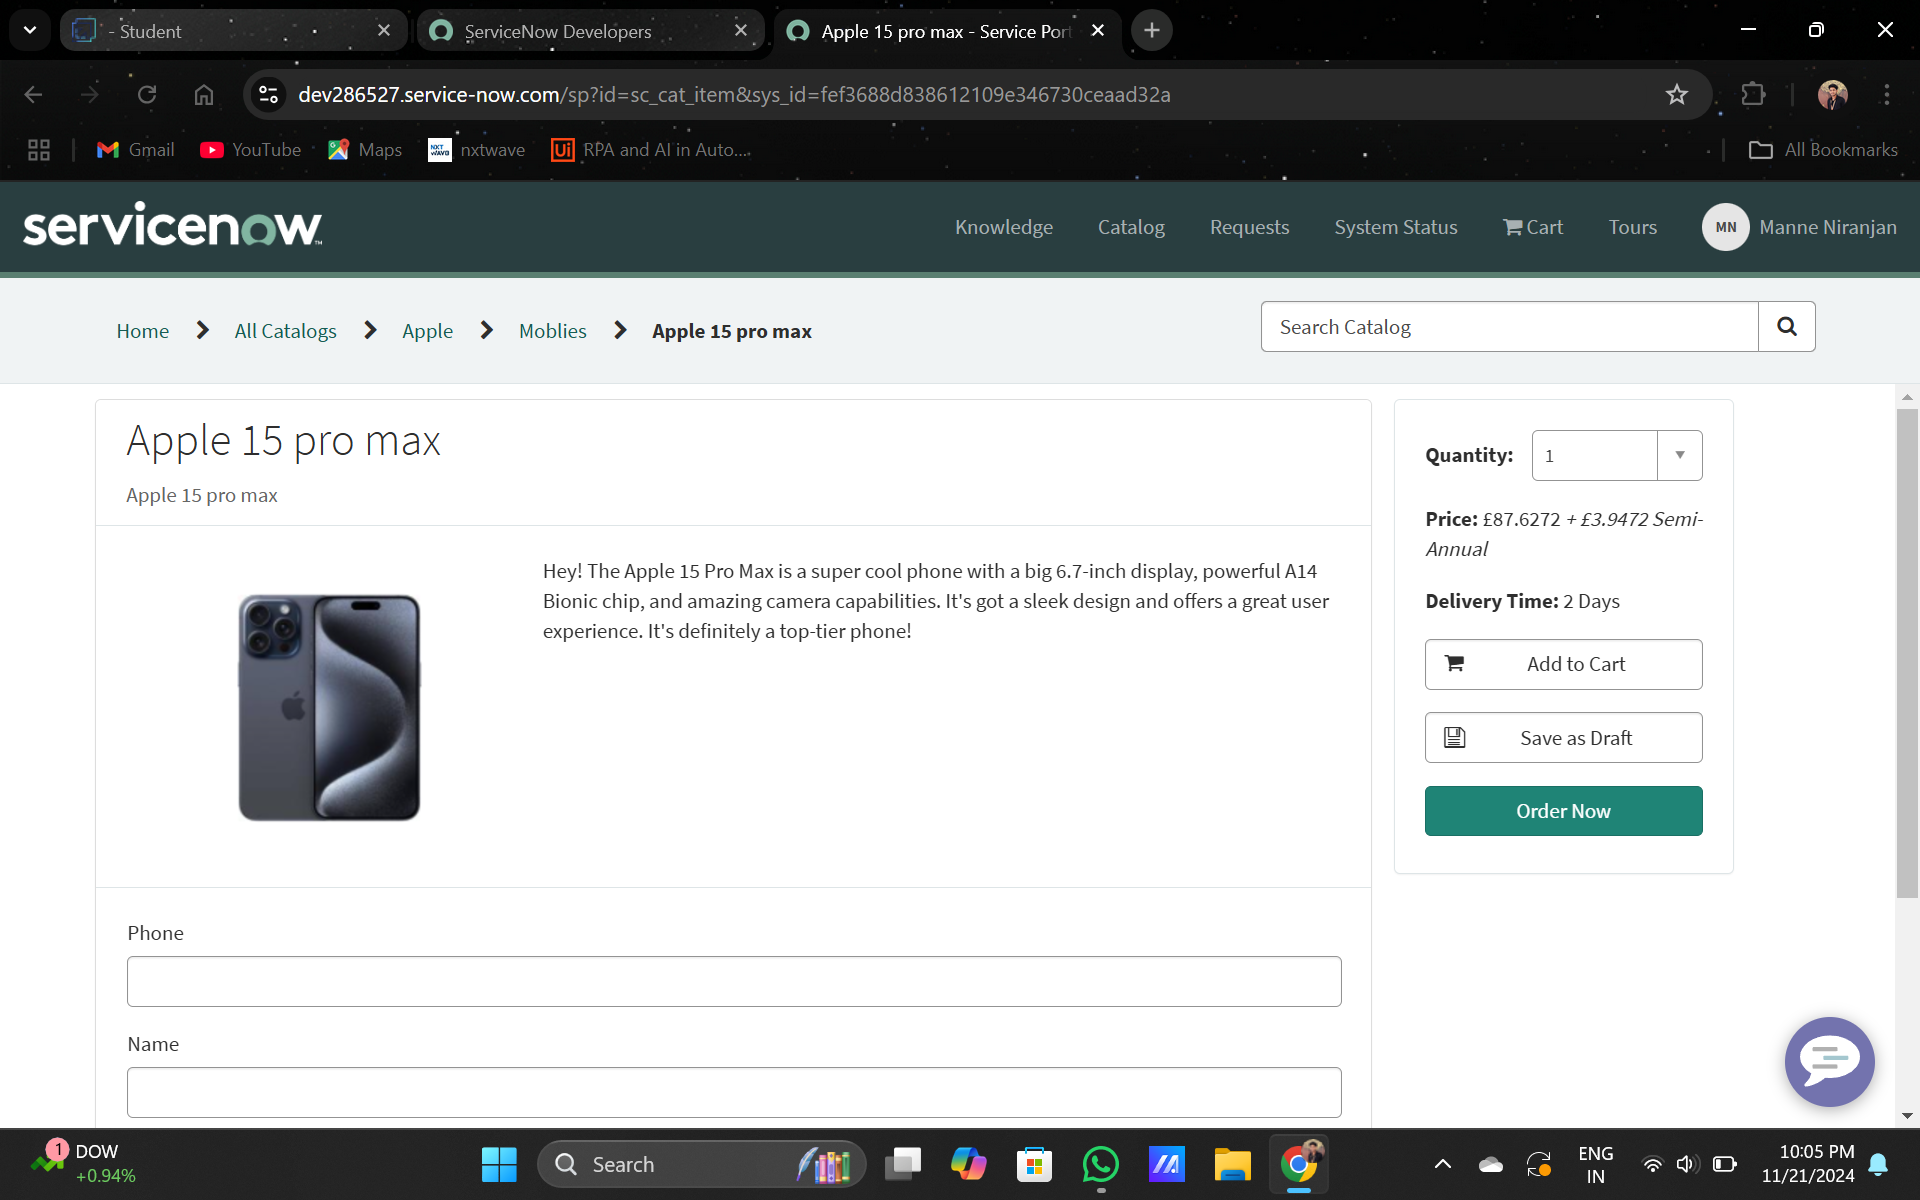 - Student
ServiceNow Developers
Apple 15 pro max - Service Por
dev286527.service-now.com/sp?id=sc_cat_item&sys_id=fef3688d838612109e346730ceaad32a
Gmail
YouTube
Maps
NXT WAVE
nxtwave
Ui
RPA and AI in Auto...
All Bookmarks
servicenow™
Knowledge
Catalog
Requests
System Status
Cart
Tours
MN
Manne Niranjan
Home
All Catalogs
Apple
Moblies
Apple 15 pro max
Search Catalog
Apple 15 pro max
Apple 15 pro max
Hey! The Apple 15 Pro Max is a super cool phone with a big 6.7-inch display, powerful A14
Bionic chip, and amazing camera capabilities. It's got a sleek design and offers a great user
experience. It's definitely a top-tier phone!
Quantity: 1
Price: £87.6272 + £3.9472 Semi-
Annual
Delivery Time: 2 Days
Add to Cart
Save as Draft
Order Now
Phone
Name
1
DOW
+0.94%
Search
ENG
IN
10:05 PM
11/21/2024